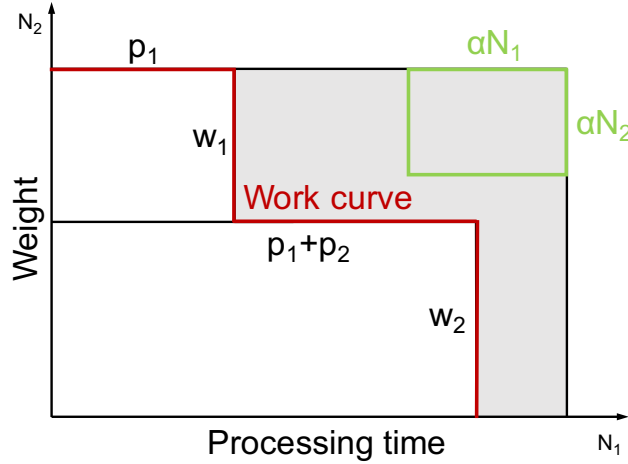 N₂
p₁
αN₁
w₁
αN₂
Work curve
p₁+p₂
Weight
w₂
Processing time
N₁